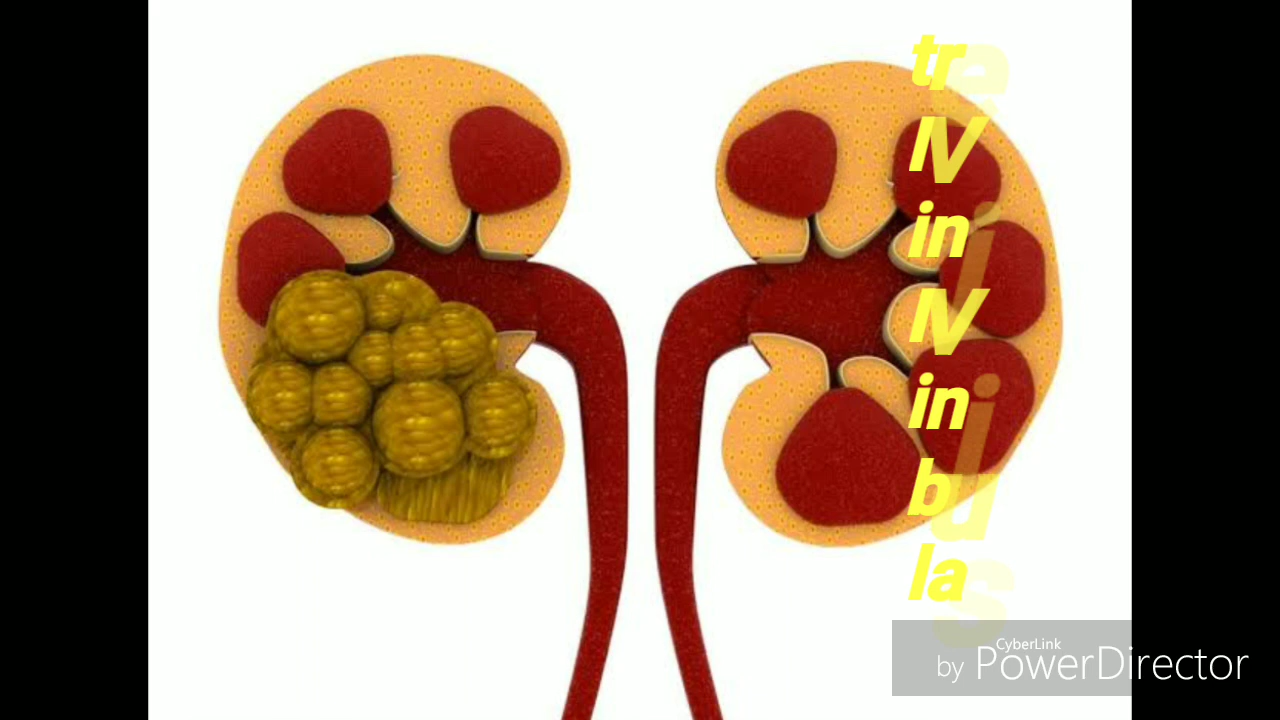 tr
IV
in
IV
in
bu
la
e
i
i
u
s
CyberLink
by PowerDirector